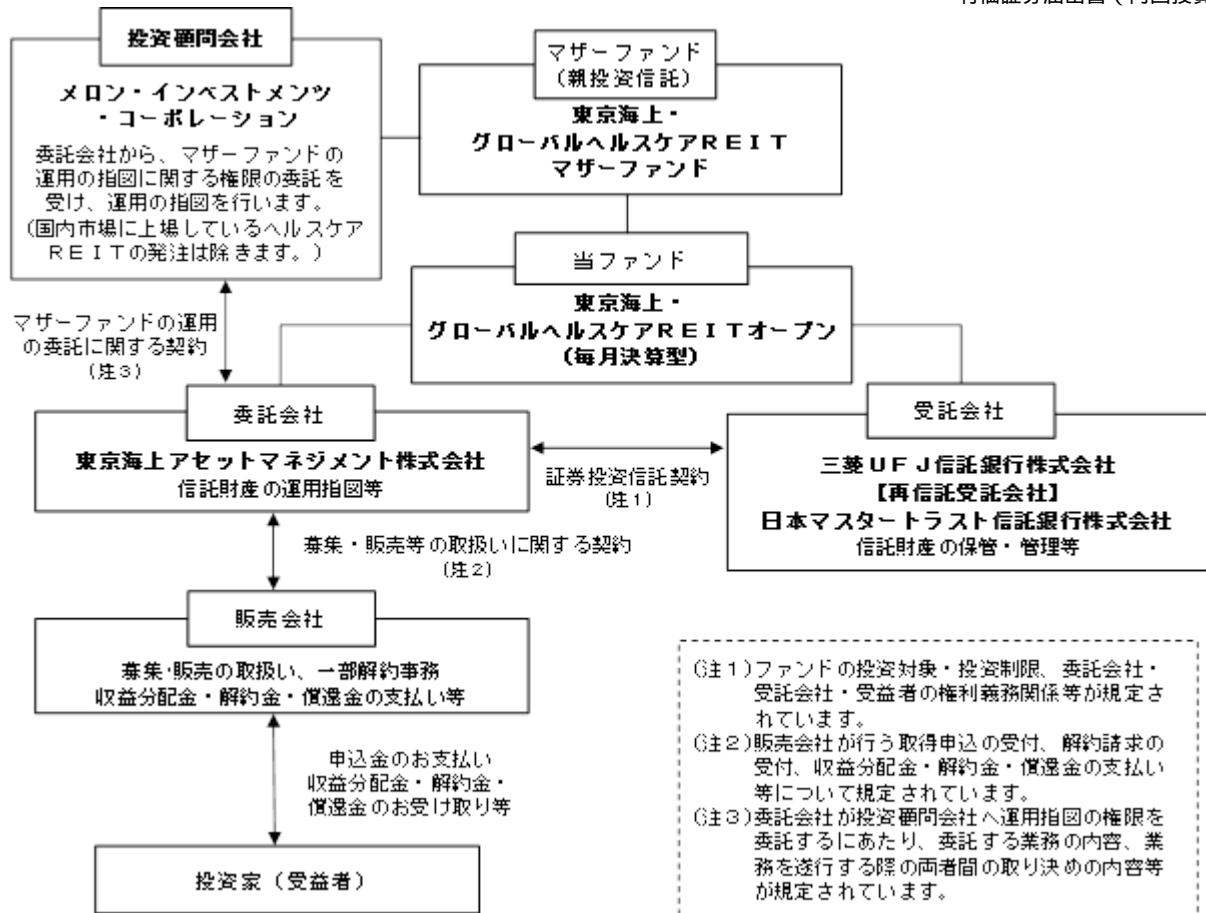 投資顧問会社
メロン・インベストメンツ
・コーポレーション
委託会社から、マザーファンドの
運用の指図に関する権限の委託を
受け、運用の指図を行います。
(国内市場に上場しているヘルスケア
ＲＥＩＴの発注は除きます。)
マザーファンド
(親投資信託)
東京海上・
グローバルヘルスケアＲＥＩＴ
マザーファンド
当ファンド
東京海上・
グローバルヘルスケアＲＥＩＴオープン
(毎月決算型)
マザーファンドの運用
の委託に関する契約
(注３)
委託会社
東京海上アセットマネジメント株式会社
信託財産の運用指図等
証券投資信託契約
(注１)
受託会社
三菱ＵＦＪ信託銀行株式会社
【再信託受託会社】
日本マスタートラスト信託銀行株式会社
信託財産の保管・管理等
募集・販売等の取扱いに関する契約
(注２)
販売会社
募集・販売の取扱い、一部解約事務
収益分配金・解約金・償還金の支払い等
申込金のお支払い
収益分配金・解約金・
償還金のお受け取り等
投資家（受益者）
(注１)ファンドの投資対象・投資制限、委託会社・
受託会社・受益者の権利義務関係等が規定さ
れています。
(注２)販売会社が行う取得申込の受付、解約請求の
受付、収益分配金・解約金・償還金の支払い
等について規定されています。
(注３)委託会社が投資顧問会社へ運用指図の権限を
委託するにあたり、委託する業務の内容、業
務を遂行する際の両者間の取り決めの内容等
が規定されています。